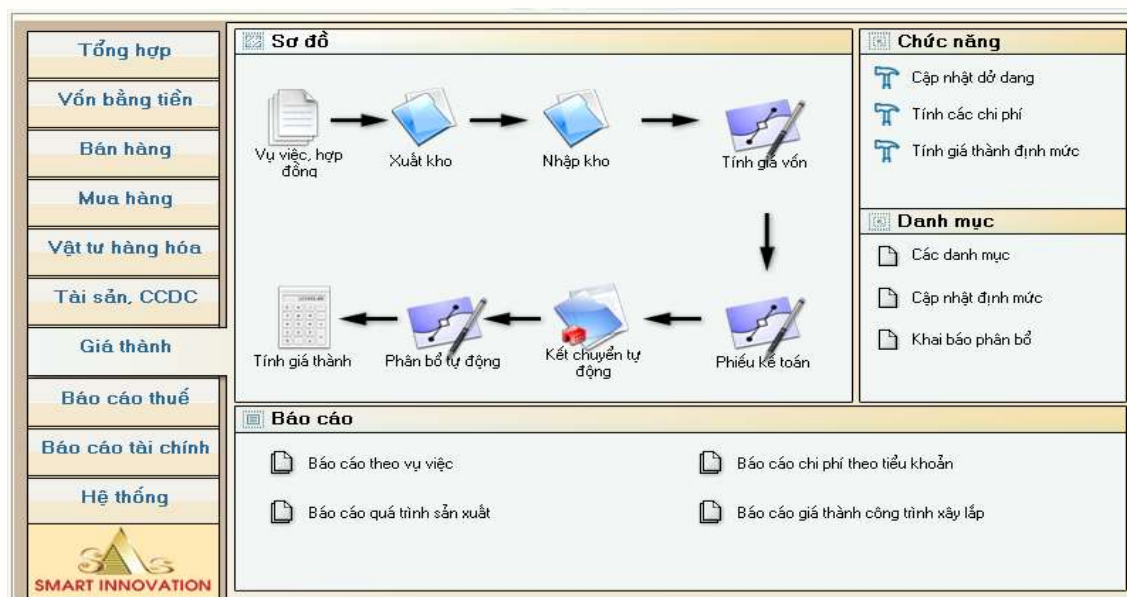 Tổng hợp
Vốn bằng tiền
Bán hàng
Mua hàng
Vật tư hàng hóa
Tài sản, CCDC
Giá thành
Báo cáo thuế
Báo cáo tài chính
Hệ thống
SAS
SMART INNOVATION
Sơ đồ
Vụ việc, hợp
đồng
Xuất kho
Nhập kho
Tính giá vốn
Tính giá thành
Phân bổ tự động
Kết chuyển tự
động
Phiếu kế toán
Chức năng
Cập nhật dở dang
Tính các chi phí
Tính giá thành định mức
Danh mục
Các danh mục
Cập nhật định mức
Khai báo phân bổ
Báo cáo
Báo cáo theo vụ việc
Báo cáo chi phí theo tiểu khoản
Báo cáo quá trình sản xuất
Báo cáo giá thành công trình xây lắp